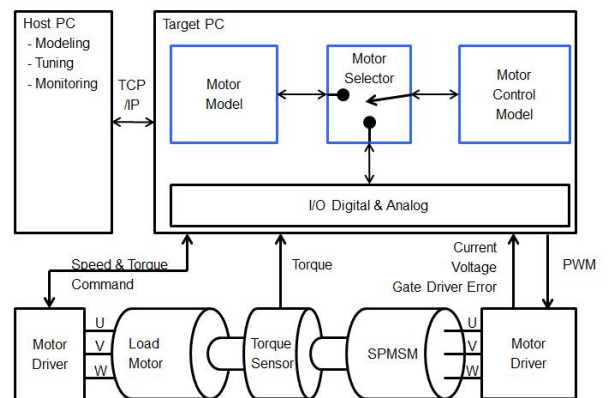 Host PC
- Modeling
- Tuning
- Monitoring
TCP
/IP
Target PC
Motor
Model
Motor
Selector
Motor
Control
Model
I/O Digital & Analog
Speed & Torque
Command
Torque
Current
Voltage
Gate Driver Error
PWM
Motor
Driver
U
V
W
Load
Motor
Torque
Sensor
SPMSM
U
V
W
Motor
Driver